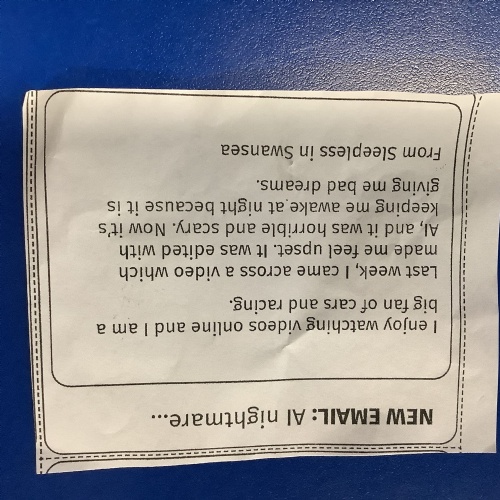 NEW EMAIL: AI nightmare...
I enjoy watching videos online and I am a
big fan of cars and racing.
Last week, I came across a video which
made me feel upset. It was edited with
AI, and it was horrible and scary. Now it's
keeping me awake at night because it is
giving me bad dreams.
From Sleepless in Swansea